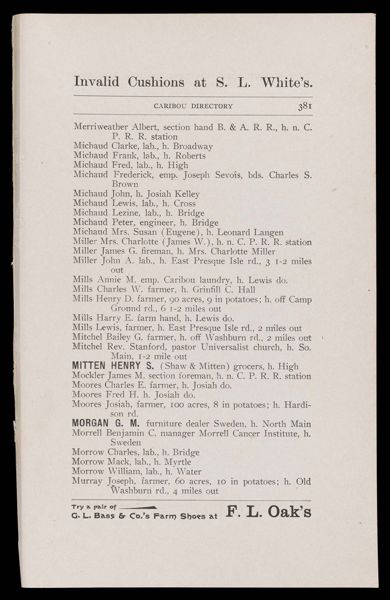 Invalid Cushions at S. L. White's.
CARIBOU DIRECTORY 381
Merriweather Albert, section hand B. & A. R. R., h. n. C.
P. R. R. station
Michaud Clarke, lab., h. Broadway
Michaud Frank, lab., h. Roberts
Michaud Fred, lab., h. High
Michaud Frederick, emp. Joseph Sevois, bds. Charles S.
Brown
Michaud John, h. Josiah Kelley
Michaud Lewis, lab., h. Cross
Michaud Lezine, lab., h. Bridge
Michaud Peter, engineer, h. Bridge
Michaud Mrs. Susan (Eugene), h. Leonard Langen
Miller Mrs. Charlotte (James W.), h. n. C. P. R. R. station
Miller James G. fireman, h. Mrs. Charlotte Miller
Miller John A. lab., h. East Presque Isle rd., 3 1-2 miles
out
Mills Annie M. emp. Caribou laundry, h. Lewis do.
Mills Charles W. farmer, h. Grinfill C. Hall
Mills Henry D. farmer, 90 acres, 9 in potatoes; h. off Camp
Ground rd., 6 1-2 miles out
Mills Harry E. farm hand, h. Lewis do.
Mills Lewis, farmer, h. East Presque Isle rd., 2 miles out
Mitchel Bailey G. farmer, h. off Washburn rd., 2 miles out
Mitchel Rev. Stanford, pastor Universalist church, h. So.
Main, 1-2 mile out
MITTEN HENRY S. (Shaw & Mitten) grocers, h. High
Mockler James M. section foreman, h. n. C. P. R. R. station
Moores Charles E. farmer, h. Josiah do.
Moores Fred H. h. Josiah do.
Moores Josiah, farmer, 100 acres, 8 in potatoes; h. Hardi-
son rd.
MORGAN G. M. furniture dealer Sweden, h. North Main
Morrell Benjamin C. manager Morrell Cancer Institute, h.
Sweden
Morrow Charles, lab., h. Bridge
Morrow Mack, lab., h. Myrtle
Morrow William, lab., h. Water
Murray Joseph, farmer, 60 acres, 10 in potatoes; h. Old
Washburn rd., 4 miles out
Try a pair of
G. L. Bass & Co.'s Farm Shoes at F. L. Oak's